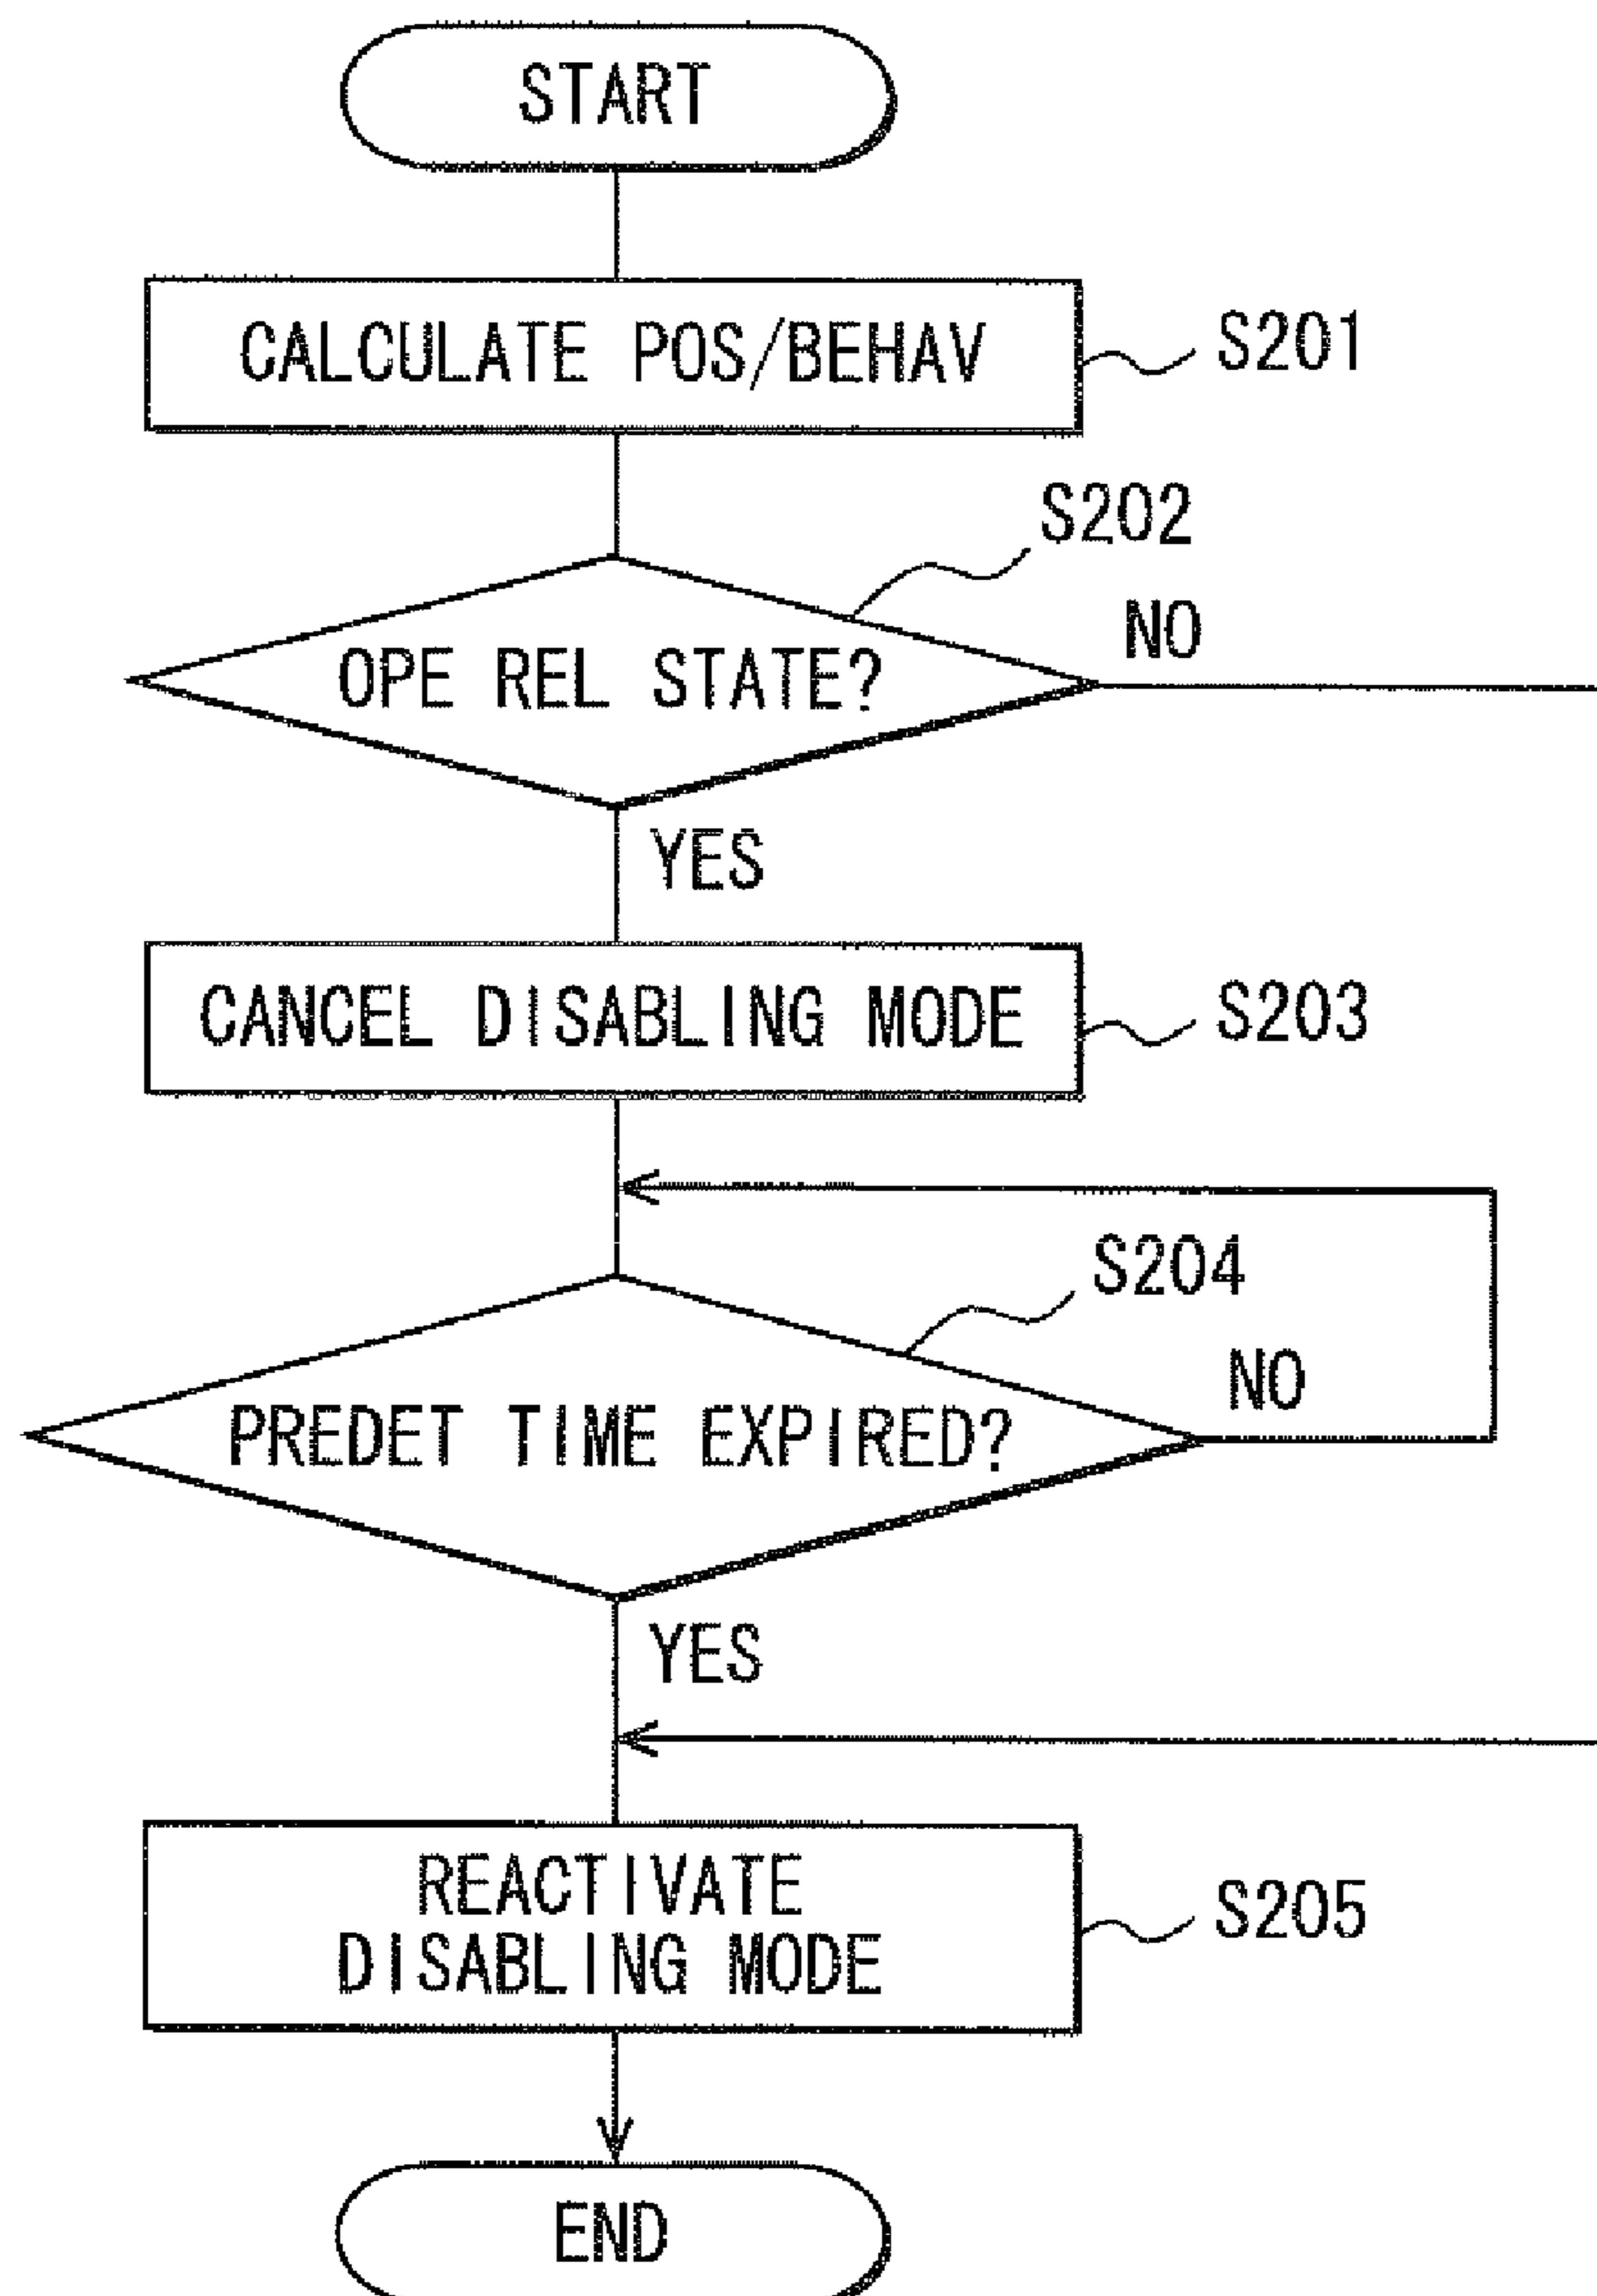 START
CALCULATE POS/BEHAV
S201
S202
OPE REL STATE?
NO
YES
CANCEL DISABLING MODE
S203
S204
PREDET TIME EXPIRED?
NO
YES
REACTIVATE
DISABLING MODE
S205
END